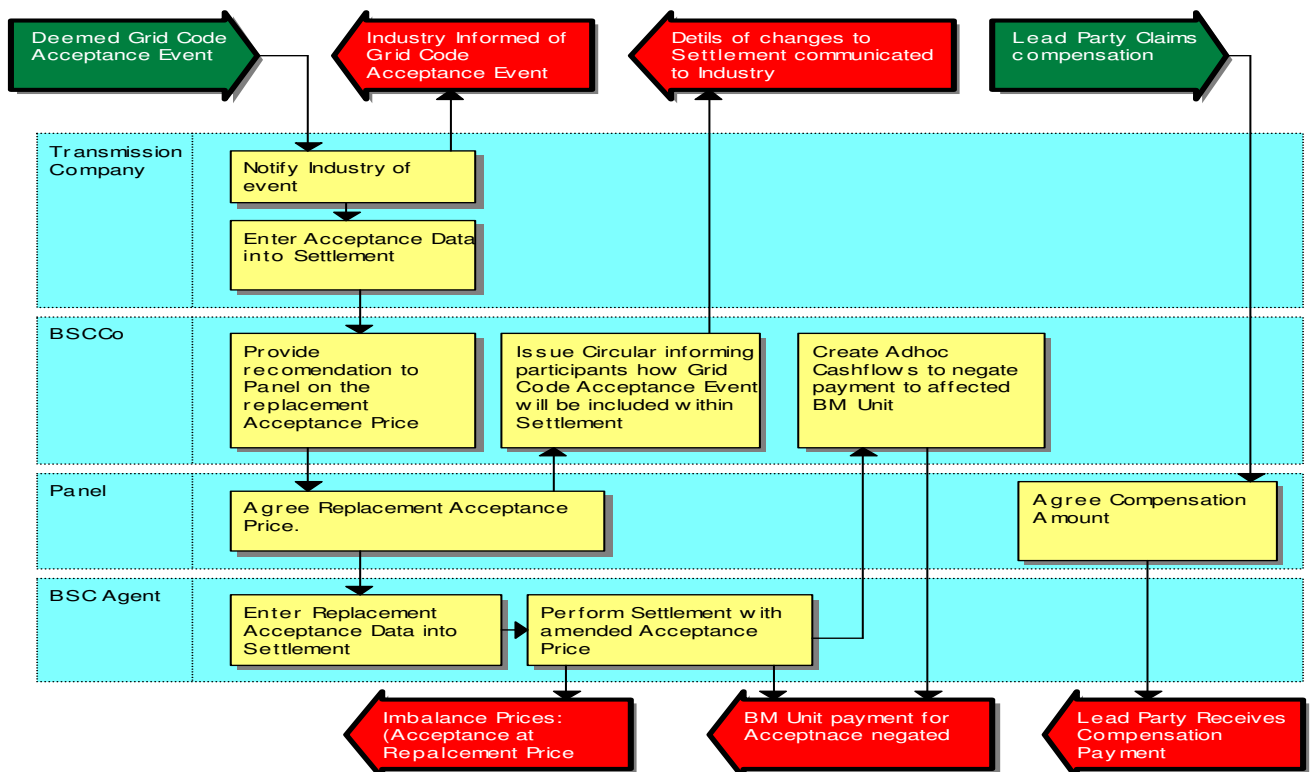 Deemed Grid Code
Acceptance Event
Industry Informed of
Grid Code
Acceptance Event
Detils of changes to
Settlement communicated
to Industry
Lead Party Claims
compensation
Transmission
Company
Notify Industry of
event
Enter Acceptance Data
into Settlement
BSCCo
Provide
recomendation to
Panel on the
replacement
Acceptance Price
Issue Circular informing
participants how Grid
Code Acceptance Event
will be included within
Settlement
Create Adhoc
Cashflows to negate
payment to affected
BM Unit
Panel
Agree Replacement Acceptance
Price.
Agree Compensation
Amount
BSC Agent
Enter Replacement
Acceptance Data into
Settlement
Perform Settlement with
amended Acceptance
Price
Imbalance Prices:
(Acceptance at
Repalcement Price
BM Unit payment for
Acceptnace negated
Lead Party Receives
Compensation
Payment